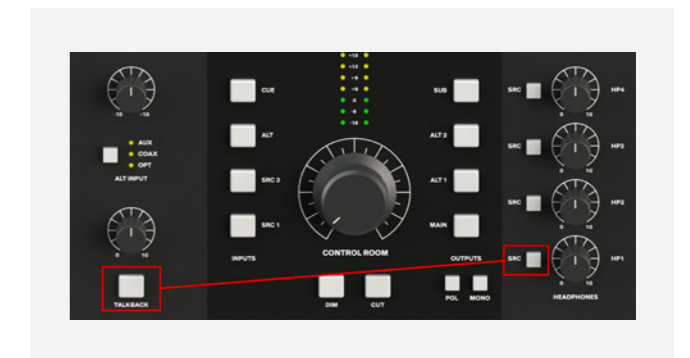 +15
+12
+9
+6
0
-6
-18
-10 -10
AUX
COAX
OPT
ALT INPUT
0 10
TALKBACK
CUE
ALT
SRC 2
SRC 1
INPUTS
CONTROL ROOM
DIM CUT
SUB
ALT 2
ALT 1
MAIN
OUTPUTS
POL MONO
SRC HP4
0 10
SRC HP3
0 10
SRC HP2
0 10
SRC HP1
0 10
HEADPHONES